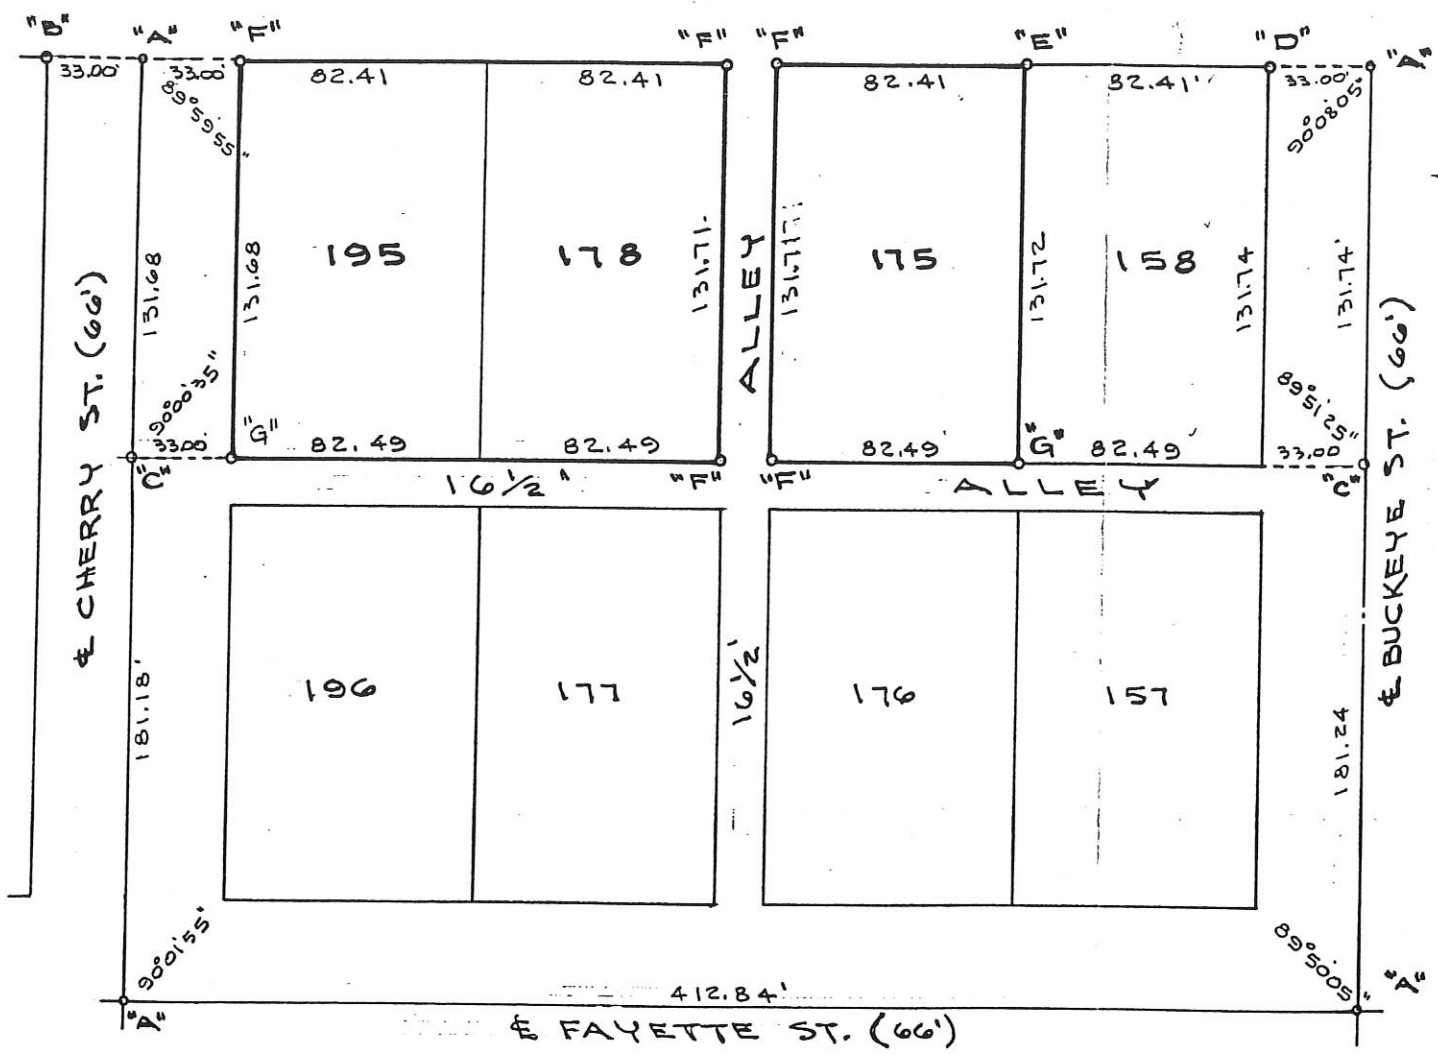 "B" "A" "F" "F" "F" "E" "D" "A"
33.00' 33.00' 82.41 82.41 82.41 82.41' 33.00'
89°59'55" 90°08'05"
195 178 175 158
131.68 131.68 131.71 ALLEY 131.71 131.72 131.74 131.74'
90°00'35" 89°51'25"
33.00' "G" 82.49 82.49 82.49 "G" 82.49 33.00
"C" 16 1/2' "F" "F" ALLEY "C"
℄ CHERRY ST. (66') ℄ BUCKEYE ST. (66')
196 177 16 1/2' 176 157
181.18' 181.24
90°01'55" 89°50'05"
412.84'
"A" "A"
℄ FAYETTE ST. (66')